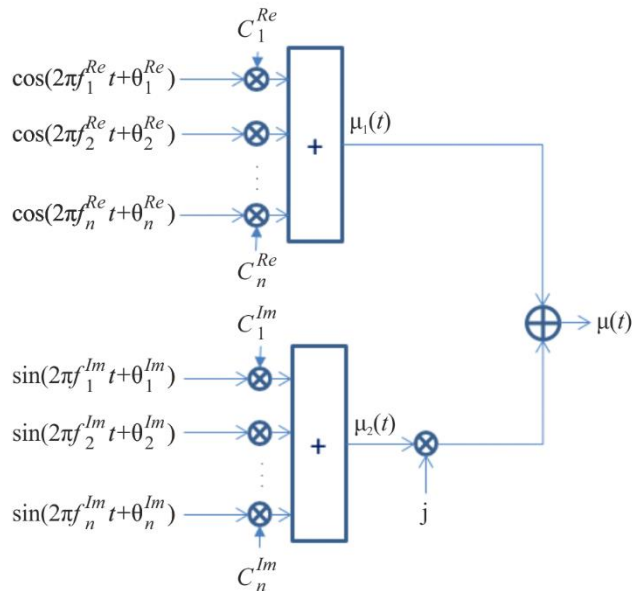 C_1^{Re}
cos(2πf_1^{Re} t+θ_1^{Re})
μ_1(t)
cos(2πf_2^{Re} t+θ_2^{Re})
+
cos(2πf_n^{Re} t+θ_n^{Re})
C_n^{Re}
C_1^{Im}
μ(t)
sin(2πf_1^{Im} t+θ_1^{Im})
sin(2πf_2^{Im} t+θ_2^{Im})
μ_2(t)
+
sin(2πf_n^{Im} t+θ_n^{Im})
j
C_n^{Im}